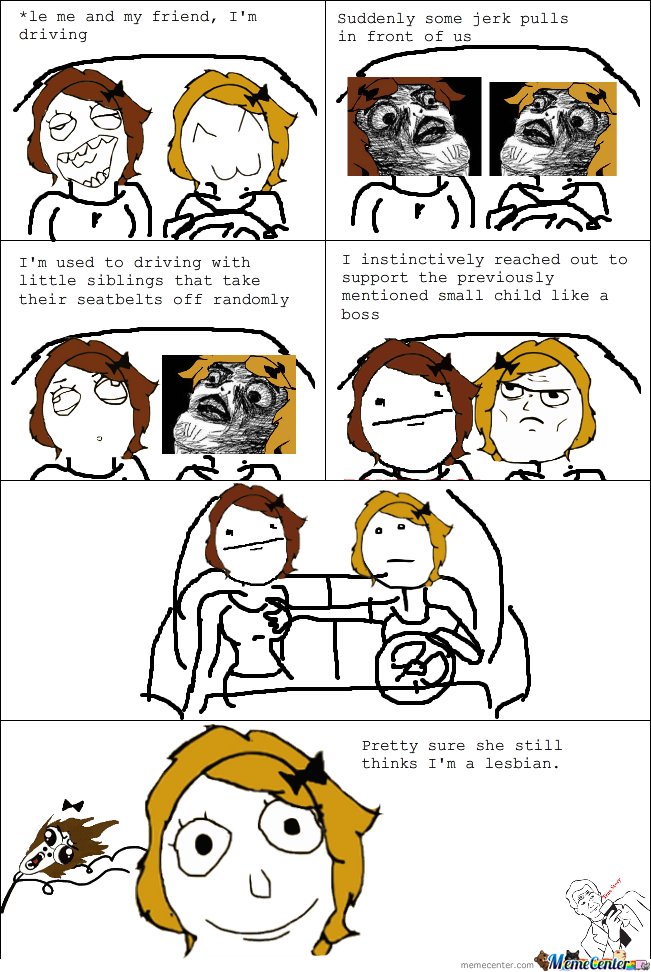 *le me and my friend, I'm
driving
Suddenly some jerk pulls
in front of us
I'm used to driving with
little siblings that take
their seatbelts off randomly
I instinctively reached out to
support the previously
mentioned small child like a
boss
Pretty sure she still
thinks I'm a lesbian.
True Story
memecenter.com MemeCenter